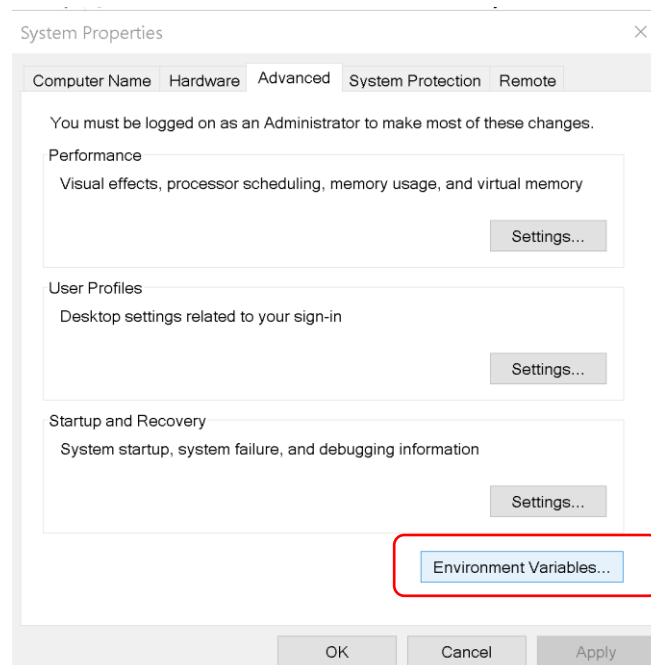 System Properties
Computer Name Hardware Advanced System Protection Remote
You must be logged on as an Administrator to make most of these changes.
Performance
Visual effects, processor scheduling, memory usage, and virtual memory
Settings...
User Profiles
Desktop settings related to your sign-in
Settings...
Startup and Recovery
System startup, system failure, and debugging information
Settings...
Environment Variables...
OK Cancel Apply